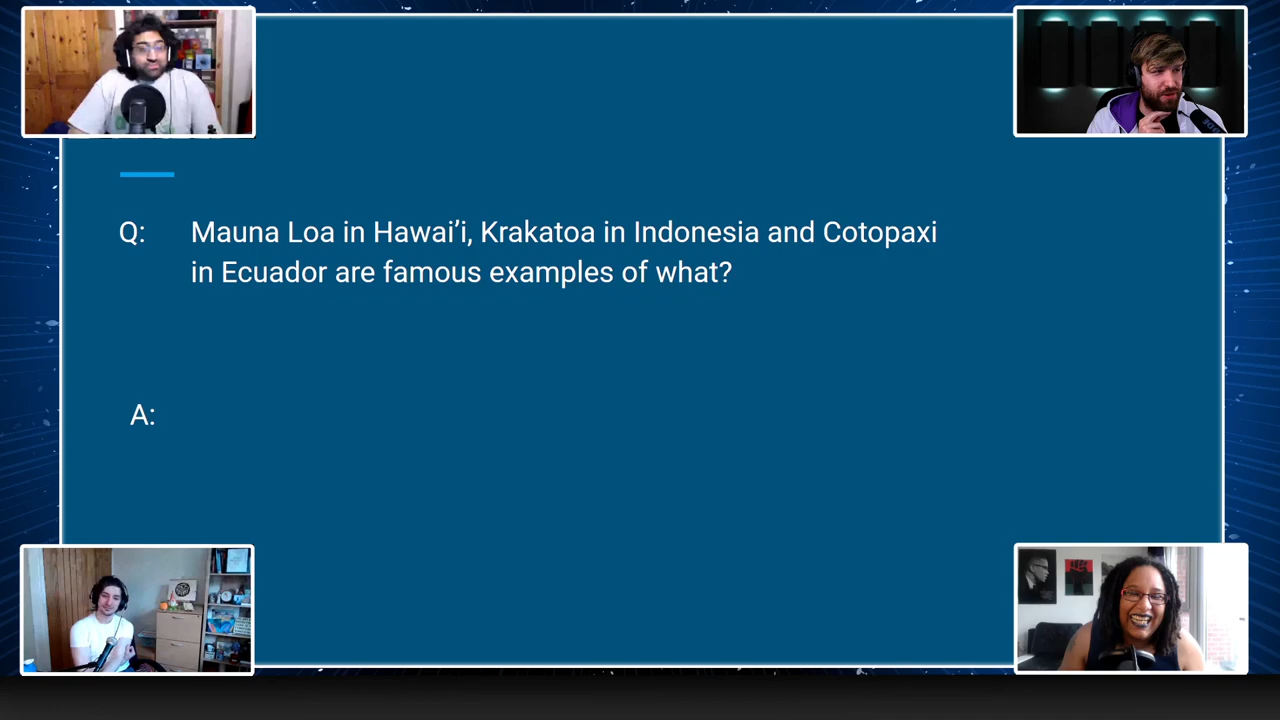 Q: Mauna Loa in Hawai’i, Krakatoa in Indonesia and Cotopaxi
in Ecuador are famous examples of what?
A: